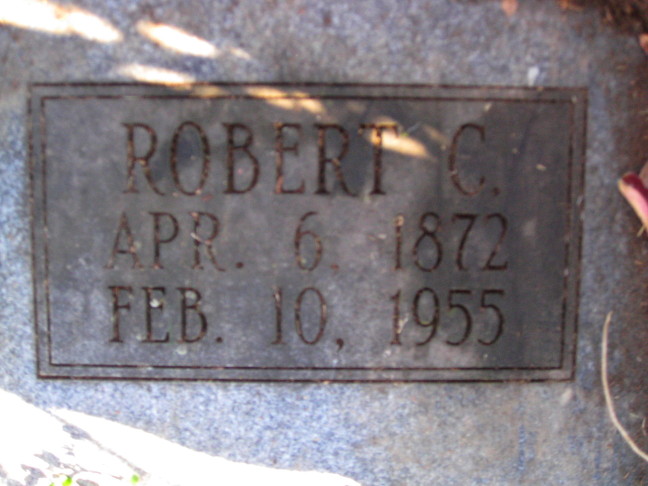 ROBERT C.
APR. 6, 1872
FEB. 10, 1955